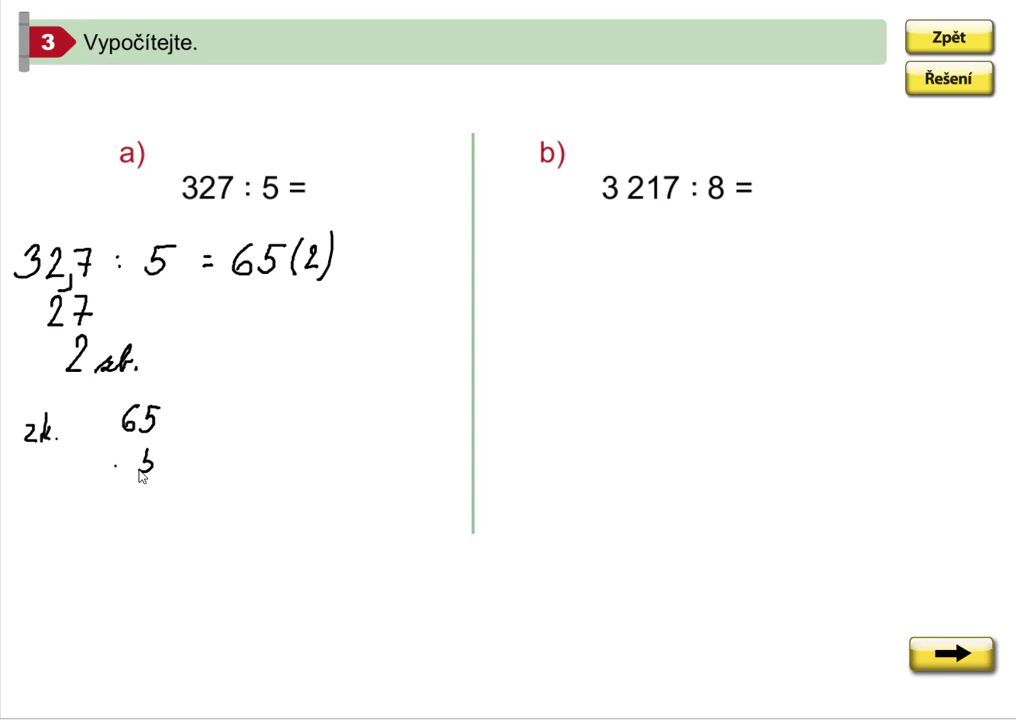 3 Vypočítejte.
Zpět
Řešení
a)
327 : 5 =
327 : 5 = 65 (2)
27
2 zb.
zk. 65
. 5
b)
3 217 : 8 =